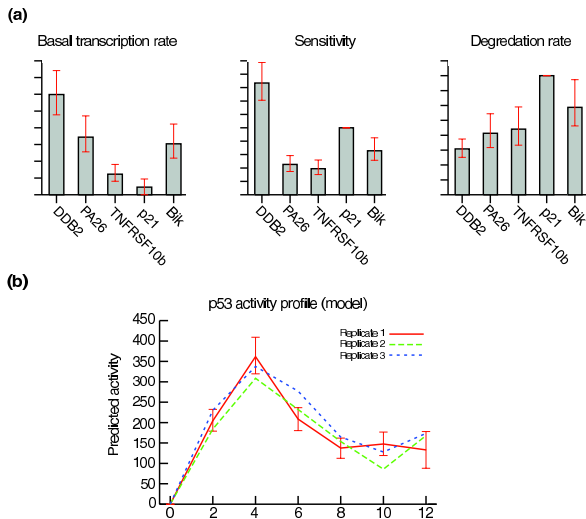 (a)
Basal transcription rate
Sensitivity
Degredation rate
DDB2
PA26
TNFRSF10b
p21
Bik
DDB2
PA26
TNFRSF10b
p21
Bik
DDB2
PA26
TNFRSF10b
p21
Bik
(b)
p53 activity profile (model)
Predicted activity
450
400
350
300
250
200
150
100
50
0
Replicate 1
Replicate 2
Replicate 3
0 2 4 6 8 10 12